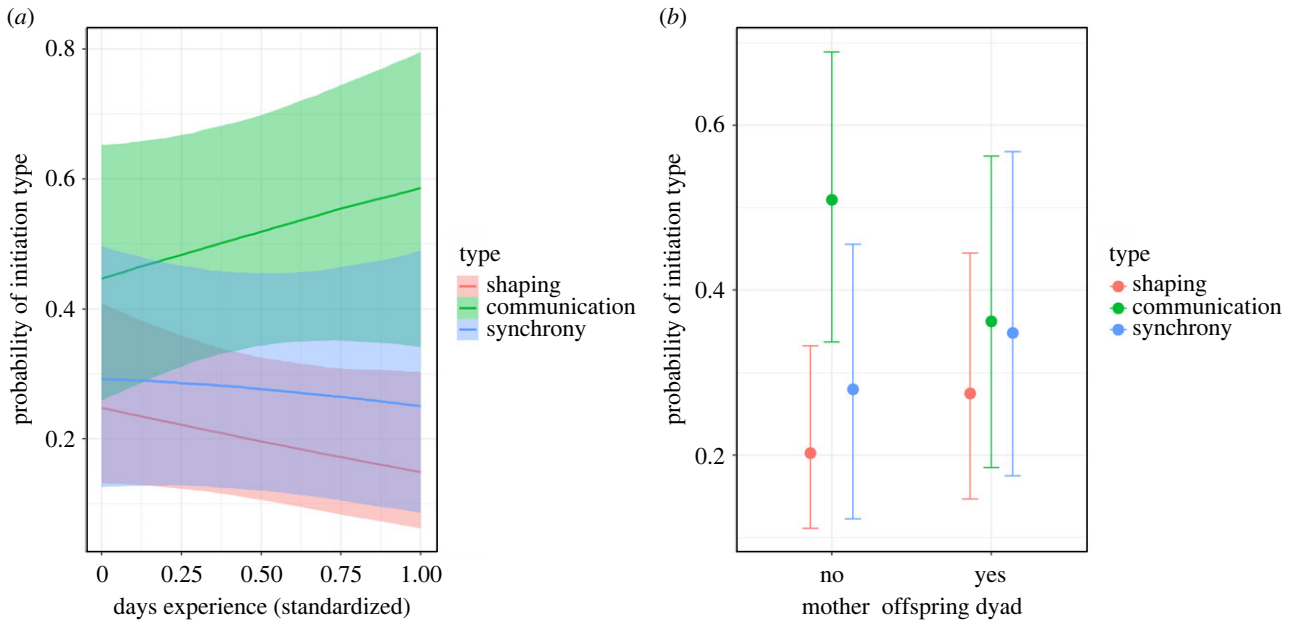 (a)
probability of initiation type
0.8
0.6
0.4
0.2
0 0.25 0.50 0.75 1.00
days experience (standardized)
type
shaping
communication
synchrony
(b)
probability of initiation type
0.6
0.4
0.2
no yes
mother offspring dyad
type
shaping
communication
synchrony